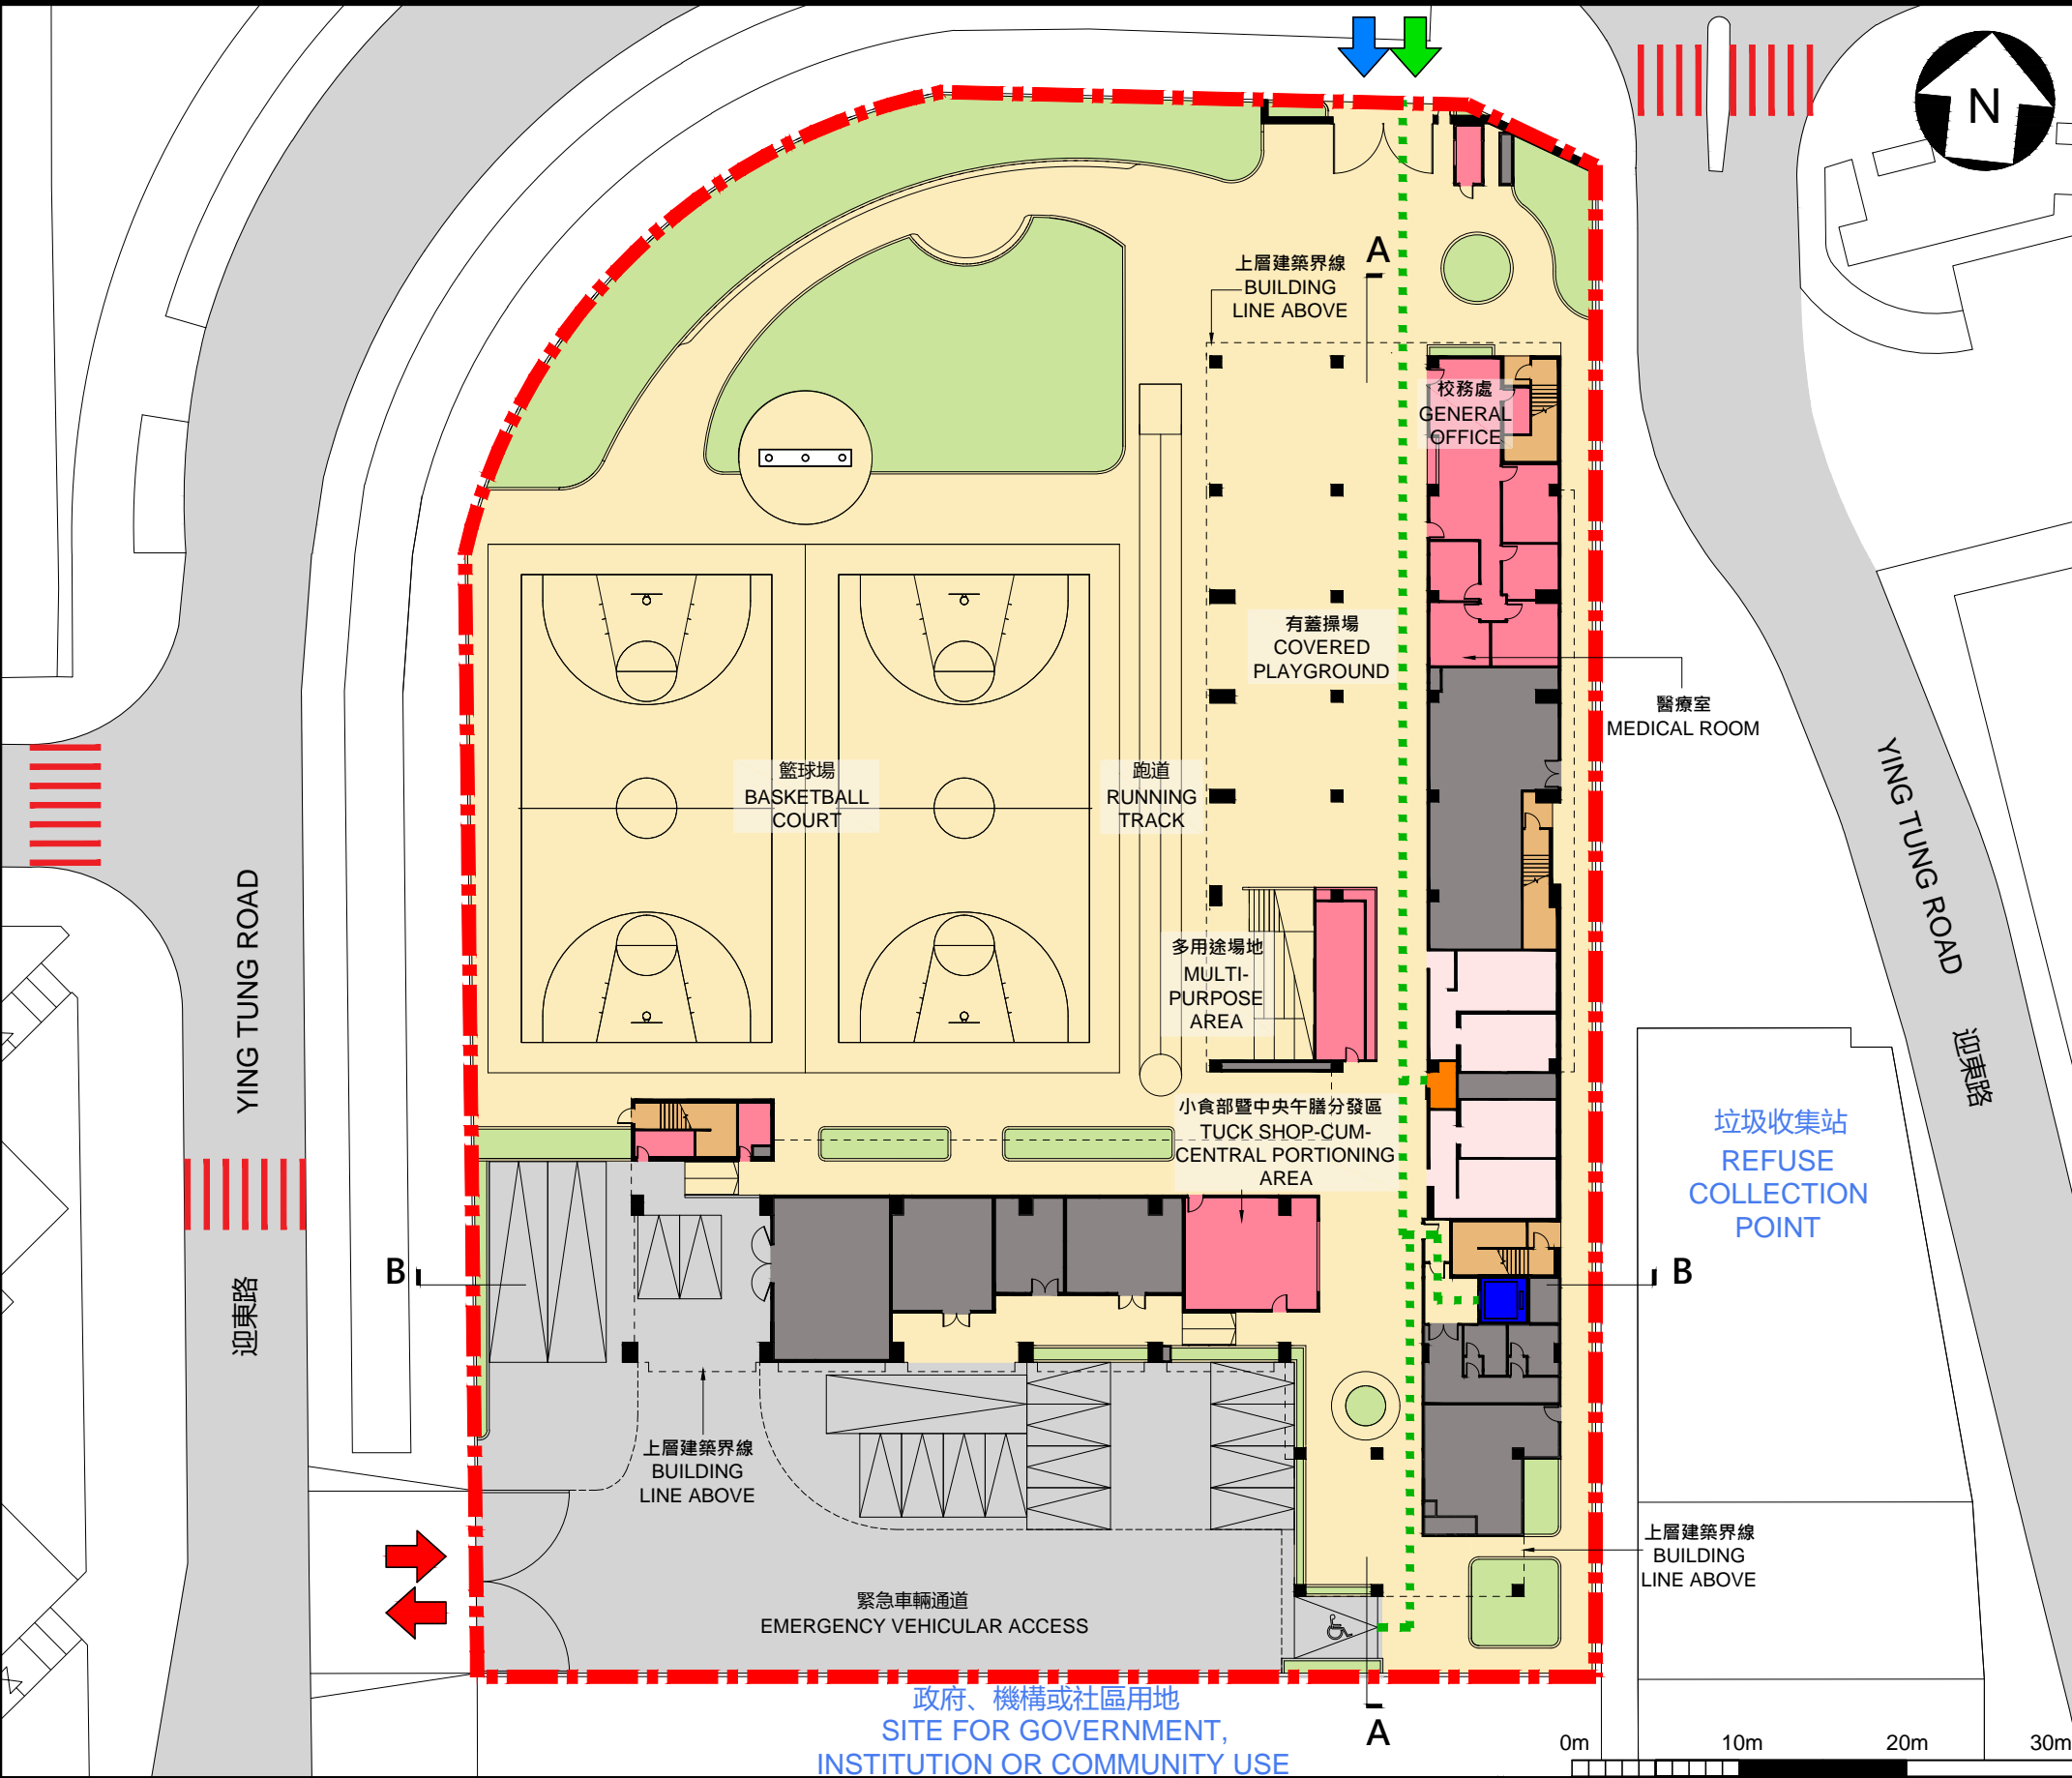 N
A
上層建築界線
BUILDING
LINE ABOVE
校務處
GENERAL
OFFICE
有蓋操場
COVERED
PLAYGROUND
醫療室
MEDICAL ROOM
籃球場
BASKETBALL
COURT
跑道
RUNNING
TRACK
YING TUNG ROAD
迎東路
YING TUNG ROAD
迎東路
多用途場地
MULTI-
PURPOSE
AREA
小食部暨中央午膳分發區
TUCK SHOP-CUM-
CENTRAL PORTIONING
AREA
垃圾收集站
REFUSE
COLLECTION
POINT
B
B
上層建築界線
BUILDING
LINE ABOVE
上層建築界線
BUILDING
LINE ABOVE
緊急車輛通道
EMERGENCY VEHICULAR ACCESS
政府、機構或社區用地
SITE FOR GOVERNMENT,
INSTITUTION OR COMMUNITY USE
A
0m
10m
20m
30m